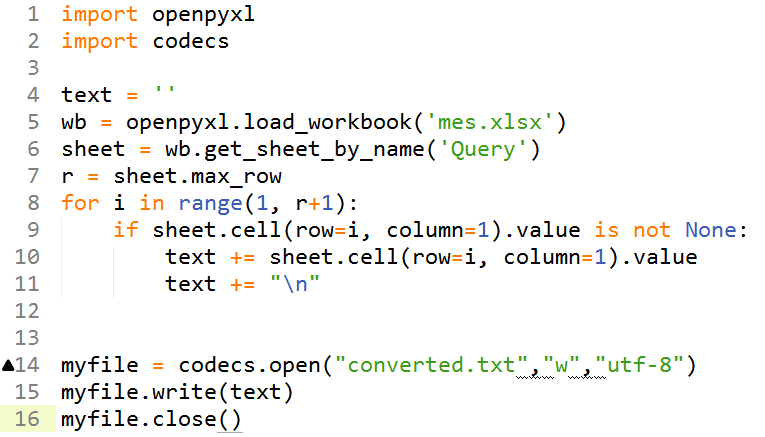 1 import openpyxl
2 import codecs
3
4 text = ''
5 wb = openpyxl.load_workbook('mes.xlsx')
6 sheet = wb.get_sheet_by_name('Query')
7 r = sheet.max_row
8 for i in range(1, r+1):
9     if sheet.cell(row=i, column=1).value is not None:
10         text += sheet.cell(row=i, column=1).value
11         text += "\n"
12
13
14 myfile = codecs.open("converted.txt","w","utf-8")
15 myfile.write(text)
16 myfile.close()